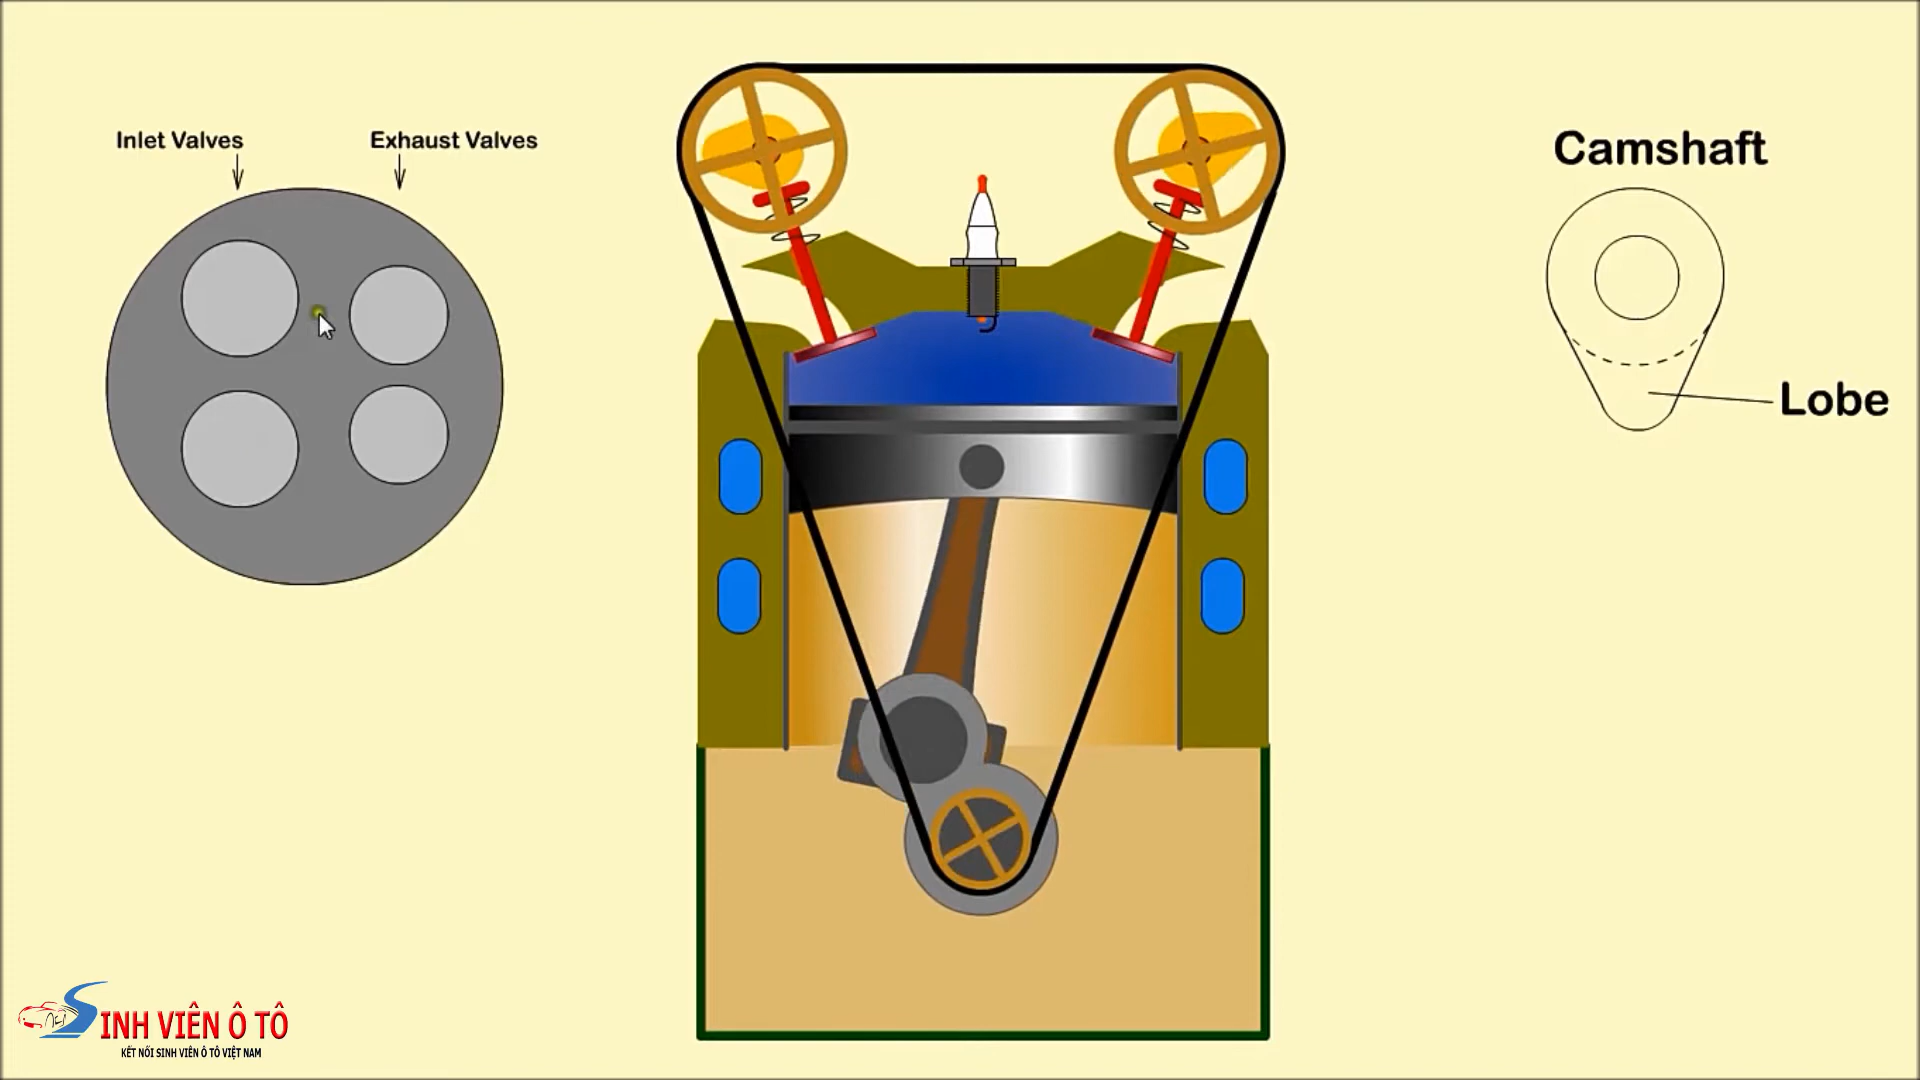 Inlet Valves
Exhaust Valves
Camshaft
Lobe
SINH VIÊN Ô TÔ
KẾT NỐI SINH VIÊN Ô TÔ VIỆT NAM